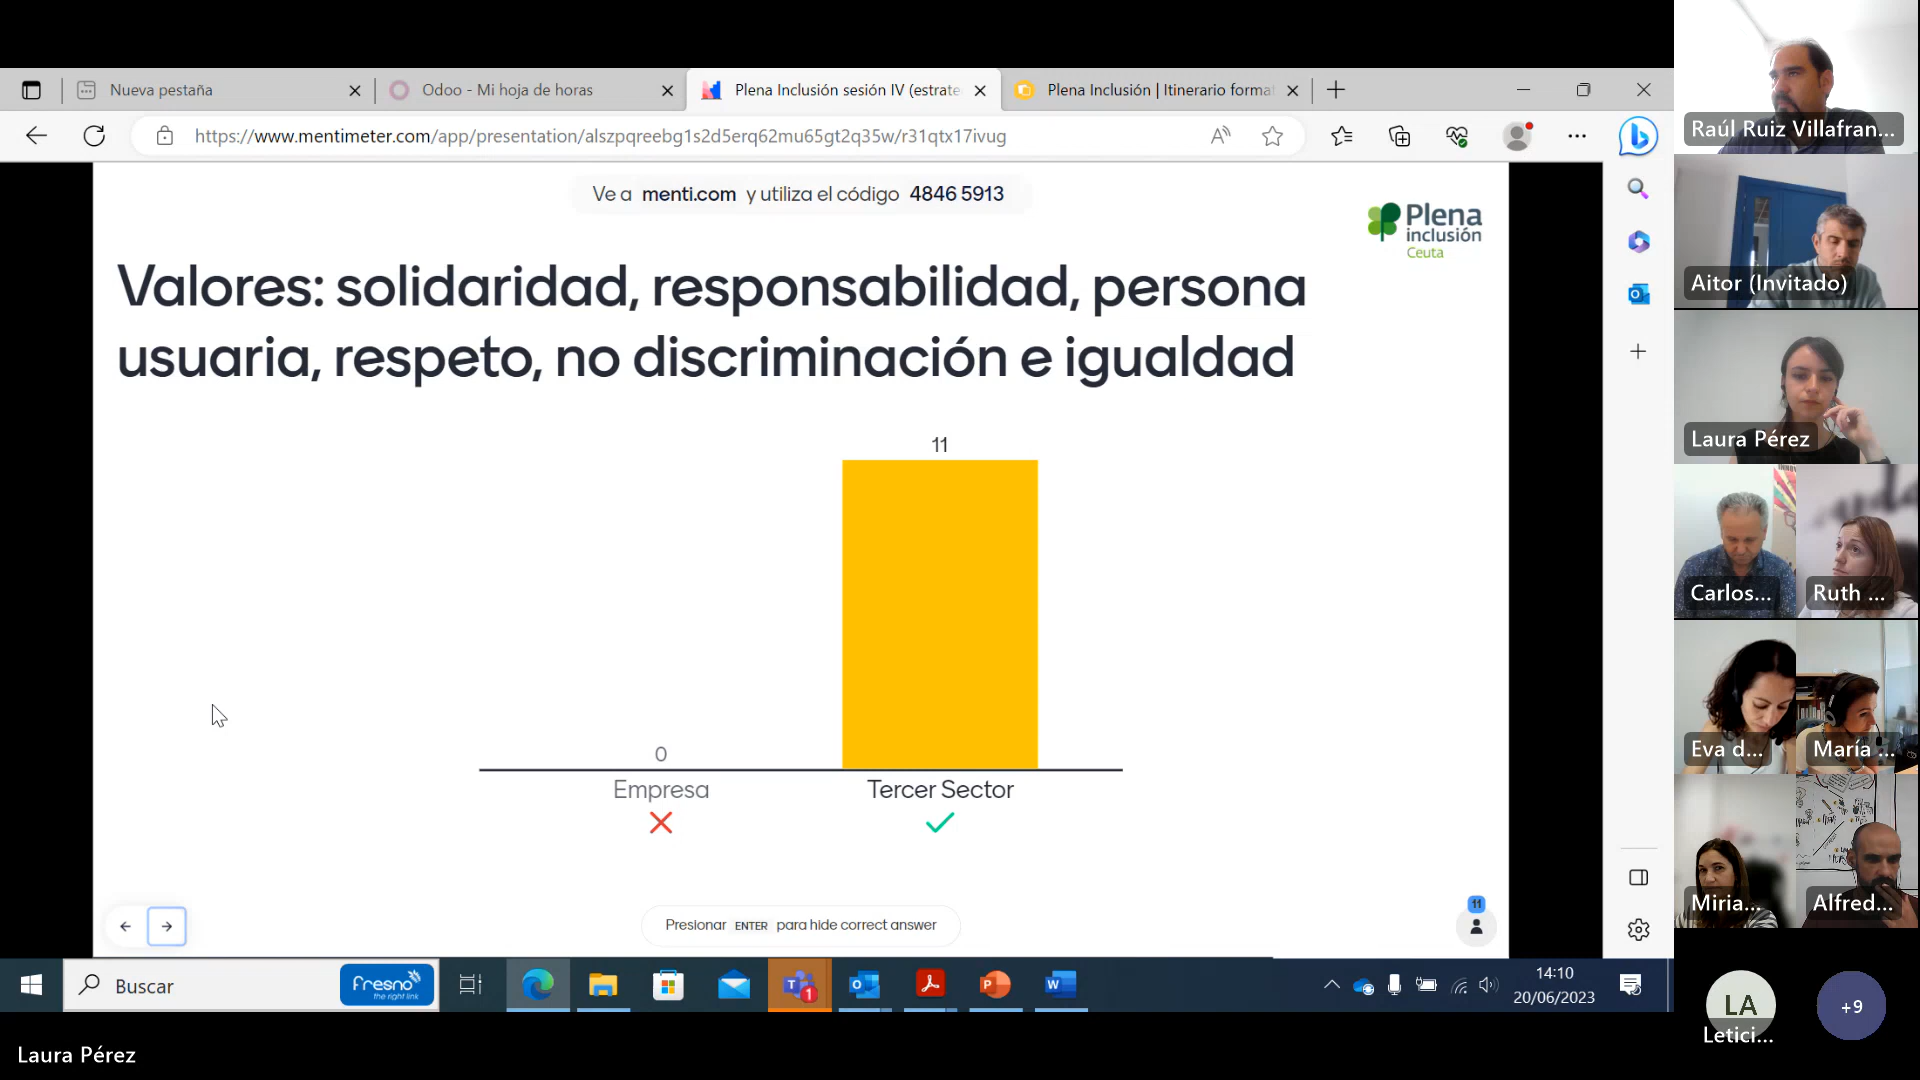 Nueva pestaña
Odoo - Mi hoja de horas
Plena Inclusión sesión IV (estrate
Plena Inclusión | Itinerario forma
https://www.mentimeter.com/app/presentation/alszpqreebg1s2d5erq62mu65gt2q35w/r31qtx17ivug
Ve a menti.com y utiliza el código 4846 5913
Plena
inclusión
Ceuta
Valores: solidaridad, responsabilidad, persona
usuaria, respeto, no discriminación e igualdad
11
0
Empresa
Tercer Sector
Presionar ENTER para hide correct answer
11
Buscar
Fresno
the right link
1
14:10
20/06/2023
Laura Pérez
Raúl Ruiz Villafran...
Aitor (Invitado)
Laura Pérez
Carlos...
Ruth ...
Eva d...
María ...
Miria...
Alfred...
LA
Letici...
+9